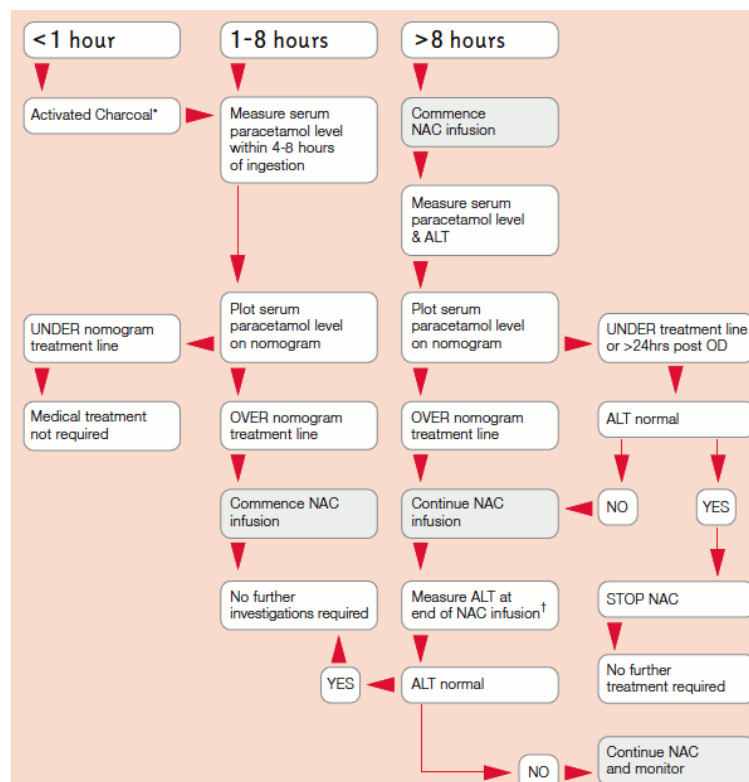 <1 hour
1-8 hours
>8 hours
Activated Charcoal*
Measure serum
paracetamol level
within 4-8 hours
of ingestion
Commence
NAC infusion
Measure serum
paracetamol level
& ALT
UNDER nomogram
treatment line
Plot serum
paracetamol level
on nomogram
Plot serum
paracetamol level
on nomogram
UNDER treatment line
or >24hrs post OD
Medical treatment
not required
OVER nomogram
treatment line
OVER nomogram
treatment line
ALT normal
Commence NAC
infusion
Continue NAC
infusion
NO
YES
No further
investigations required
Measure ALT at
end of NAC infusion†
STOP NAC
YES
ALT normal
No further
treatment required
NO
Continue NAC
and monitor